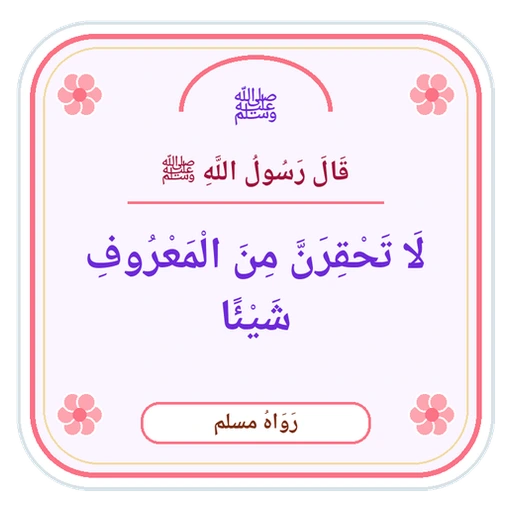 ﷺ
قَالَ رَسُولُ اللَّهِ ﷺ
لَا تَحْقِرَنَّ مِنَ الْمَعْرُوفِ
شَيْئًا
رَوَاهُ مسلم